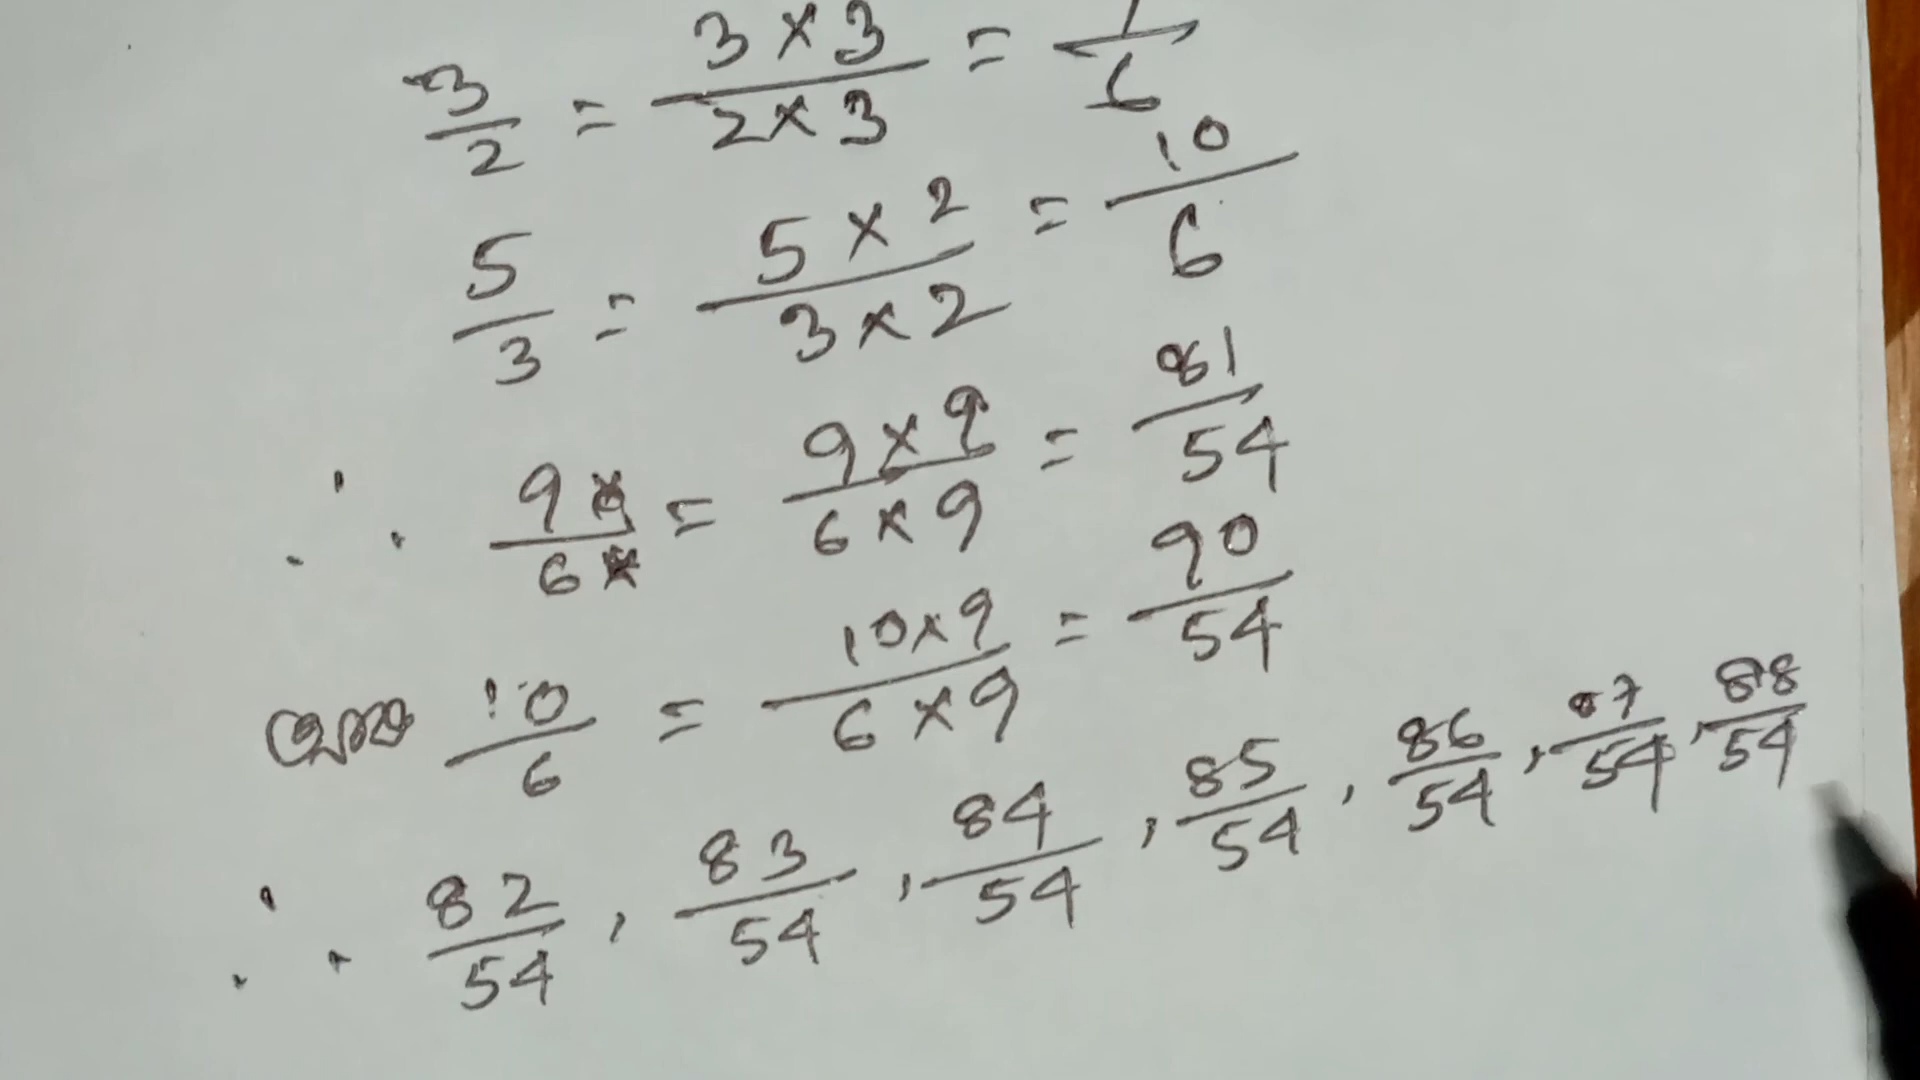 3/2 = 3×3/2×3 = /6
5/3 = 5×2/3×2 = 10/6
∴ 9/6 = 9×9/6×9 = 81/54
10/6 = 10×9/6×9 = 90/54
∴ 82/54, 83/54, 84/54, 85/54, 86/54, 87/54, 88/54